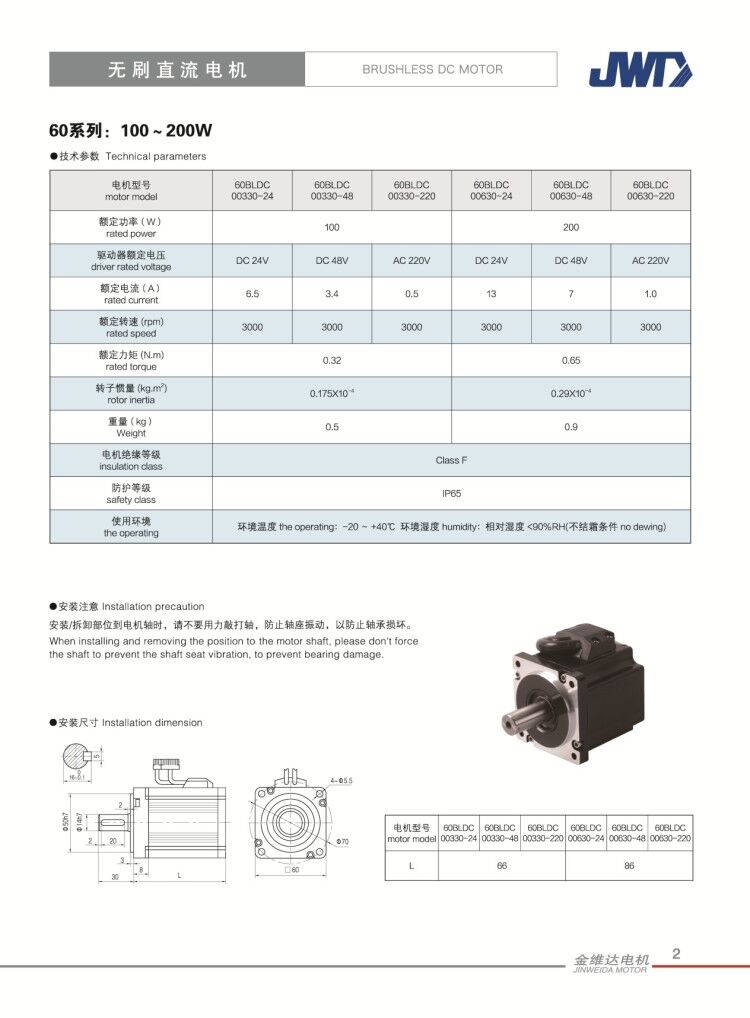 无刷直流电机
BRUSHLESS DC MOTOR
JWD
60系列：100 ~ 200W
●技术参数 Technical parameters
电机型号 60BLDC 60BLDC 60BLDC 60BLDC 60BLDC 60BLDC
motor model 00330-24 00330-48 00330-220 00630-24 00630-48 00630-220
额定功率 ( W )
rated power
100 200
驱动器额定电压
driver rated voltage
DC 24V DC 48V AC 220V DC 24V DC 48V AC 220V
额定电流 ( A )
rated current
6.5 3.4 0.5 13 7 1.0
额定转速 (rpm)
rated speed
3000 3000 3000 3000 3000 3000
额定力矩 (N.m)
rated torque
0.32 0.65
转子惯量 (kg.m²)
rotor inertia
0.175X10⁻⁴ 0.29X10⁻⁴
重量 ( kg )
Weight
0.5 0.9
电机绝缘等级
insulation class
Class F
防护等级
safety class
IP65
使用环境
the operating
环境温度 the operating: -20 ~ +40℃ 环境湿度 humidity: 相对湿度 <90%RH(不结霜条件 no dewing)
●安装注意 Installation precaution
安装/拆卸部位到电机轴时，请不要用力敲打轴，防止轴座振动，以防止轴承损坏。
When installing and removing the position to the motor shaft, please don't force
the shaft to prevent the shaft seat vibration, to prevent bearing damage.
●安装尺寸 Installation dimension
5
0
16-0.1
4-Φ5.5
2
Φ50h7
Φ14h7
2 20
Φ70
3
8
30
L
□60
电机型号 60BLDC 60BLDC 60BLDC 60BLDC 60BLDC 60BLDC
motor model 00330-24 00330-48 00330-220 00630-24 00630-48 00630-220
L 66 86
金维达电机
JINWEIDA MOTOR
2